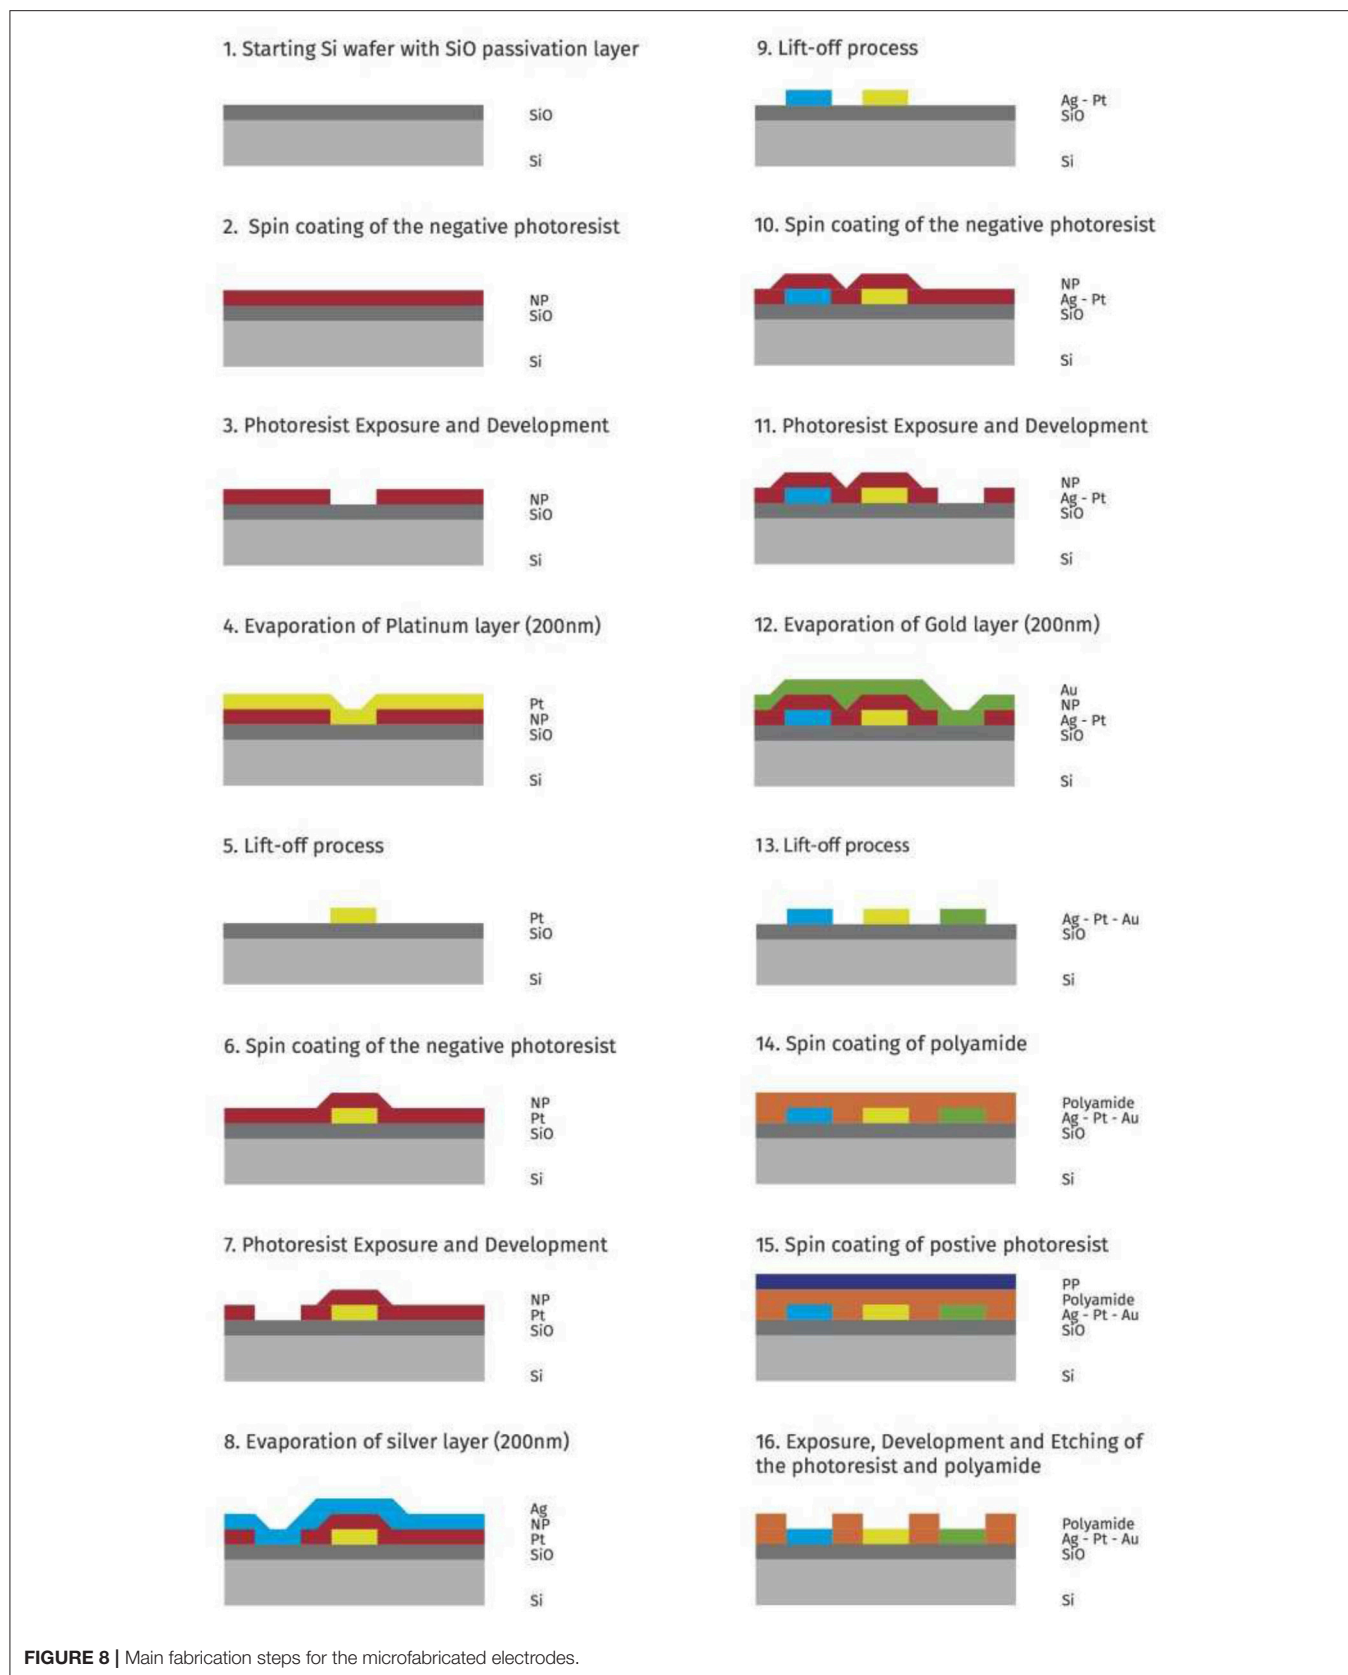 1. Starting Si wafer with SiO passivation layer
SiO
Si
2. Spin coating of the negative photoresist
NP
SiO
Si
3. Photoresist Exposure and Development
NP
SiO
Si
4. Evaporation of Platinum layer (200nm)
Pt
NP
SiO
Si
5. Lift-off process
Pt
SiO
Si
6. Spin coating of the negative photoresist
NP
Pt
SiO
Si
7. Photoresist Exposure and Development
NP
Pt
SiO
Si
8. Evaporation of silver layer (200nm)
Ag
NP
Pt
SiO
Si
9. Lift-off process
Ag - Pt
SiO
Si
10. Spin coating of the negative photoresist
NP
Ag - Pt
SiO
Si
11. Photoresist Exposure and Development
NP
Ag - Pt
SiO
Si
12. Evaporation of Gold layer (200nm)
Au
NP
Ag - Pt
SiO
Si
13. Lift-off process
Ag - Pt - Au
SiO
Si
14. Spin coating of polyamide
Polyamide
Ag - Pt - Au
SiO
Si
15. Spin coating of postive photoresist
PP
Polyamide
Ag - Pt - Au
SiO
Si
16. Exposure, Development and Etching of
the photoresist and polyamide
Polyamide
Ag - Pt - Au
SiO
Si
FIGURE 8 | Main fabrication steps for the microfabricated electrodes.